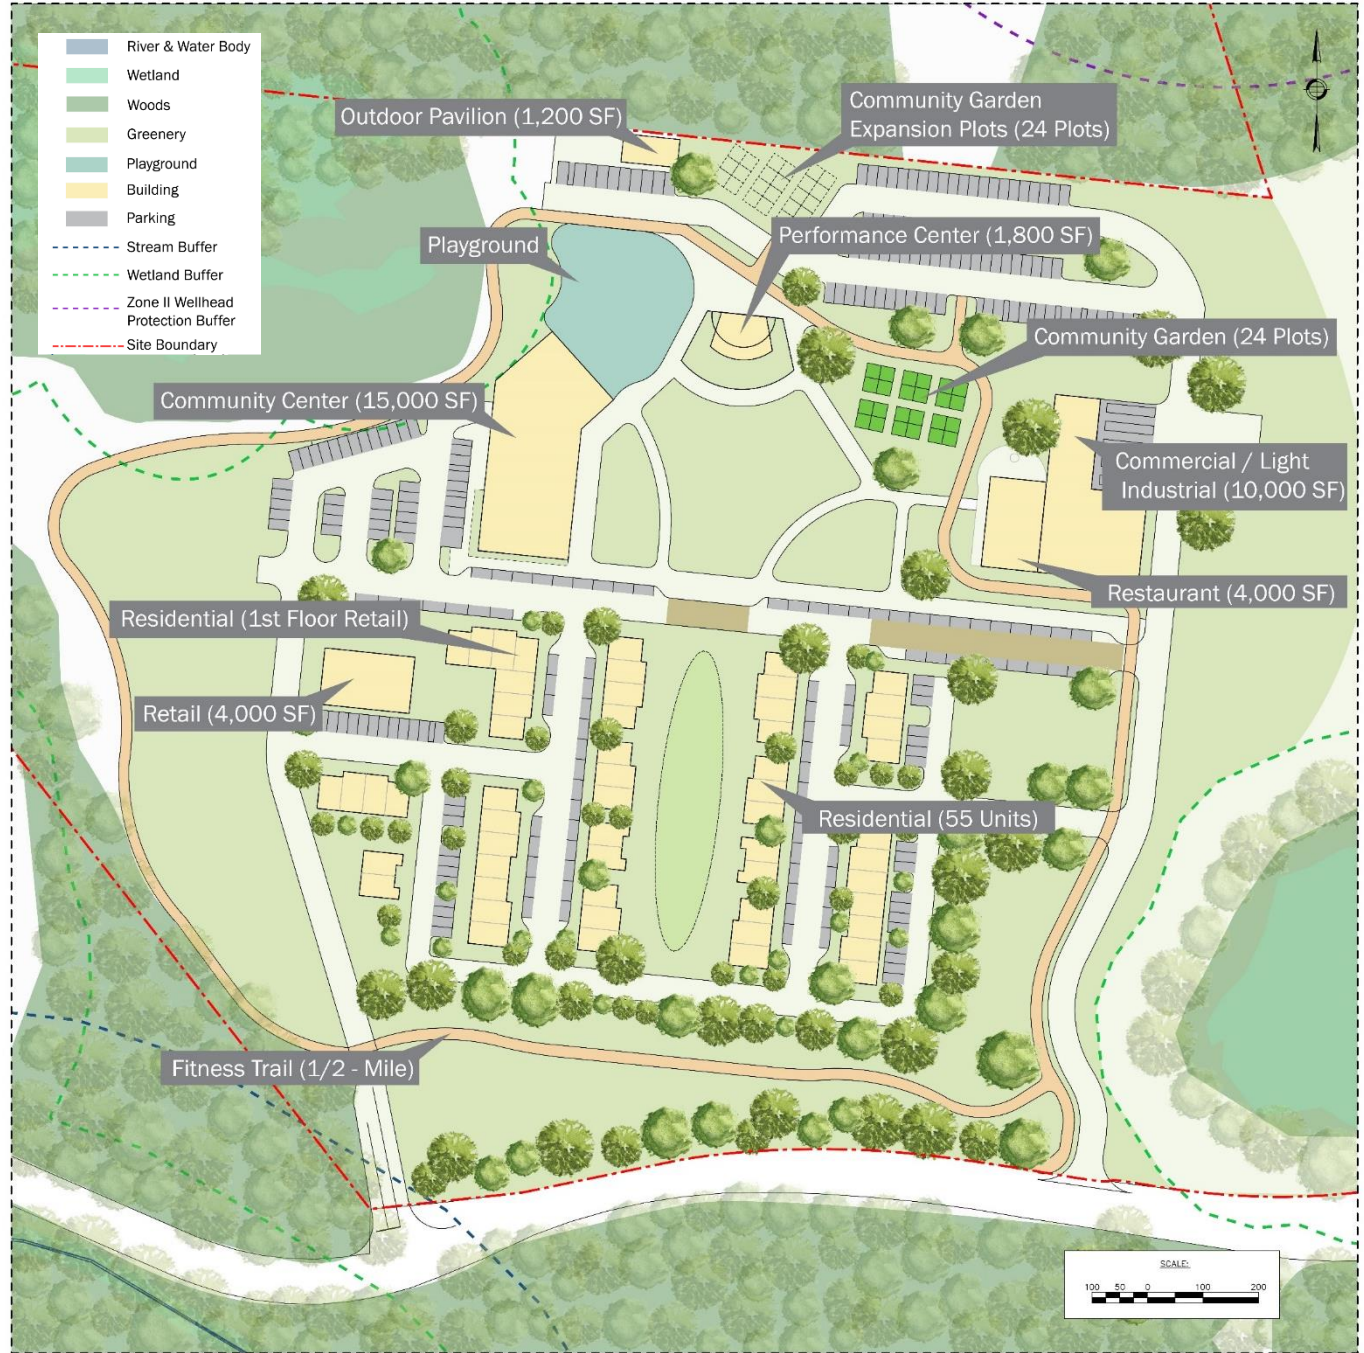 River & Water Body
Wetland
Woods
Greenery
Playground
Building
Parking
Stream Buffer
Wetland Buffer
Zone II Wellhead
Protection Buffer
Site Boundary
Outdoor Pavilion (1,200 SF)
Community Garden
Expansion Plots (24 Plots)
Playground
Performance Center (1,800 SF)
Community Garden (24 Plots)
Community Center (15,000 SF)
Commercial / Light
Industrial (10,000 SF)
Restaurant (4,000 SF)
Residential (1st Floor Retail)
Retail (4,000 SF)
Residential (55 Units)
Fitness Trail (1/2 - Mile)
SCALE:
100 50 0 100 200